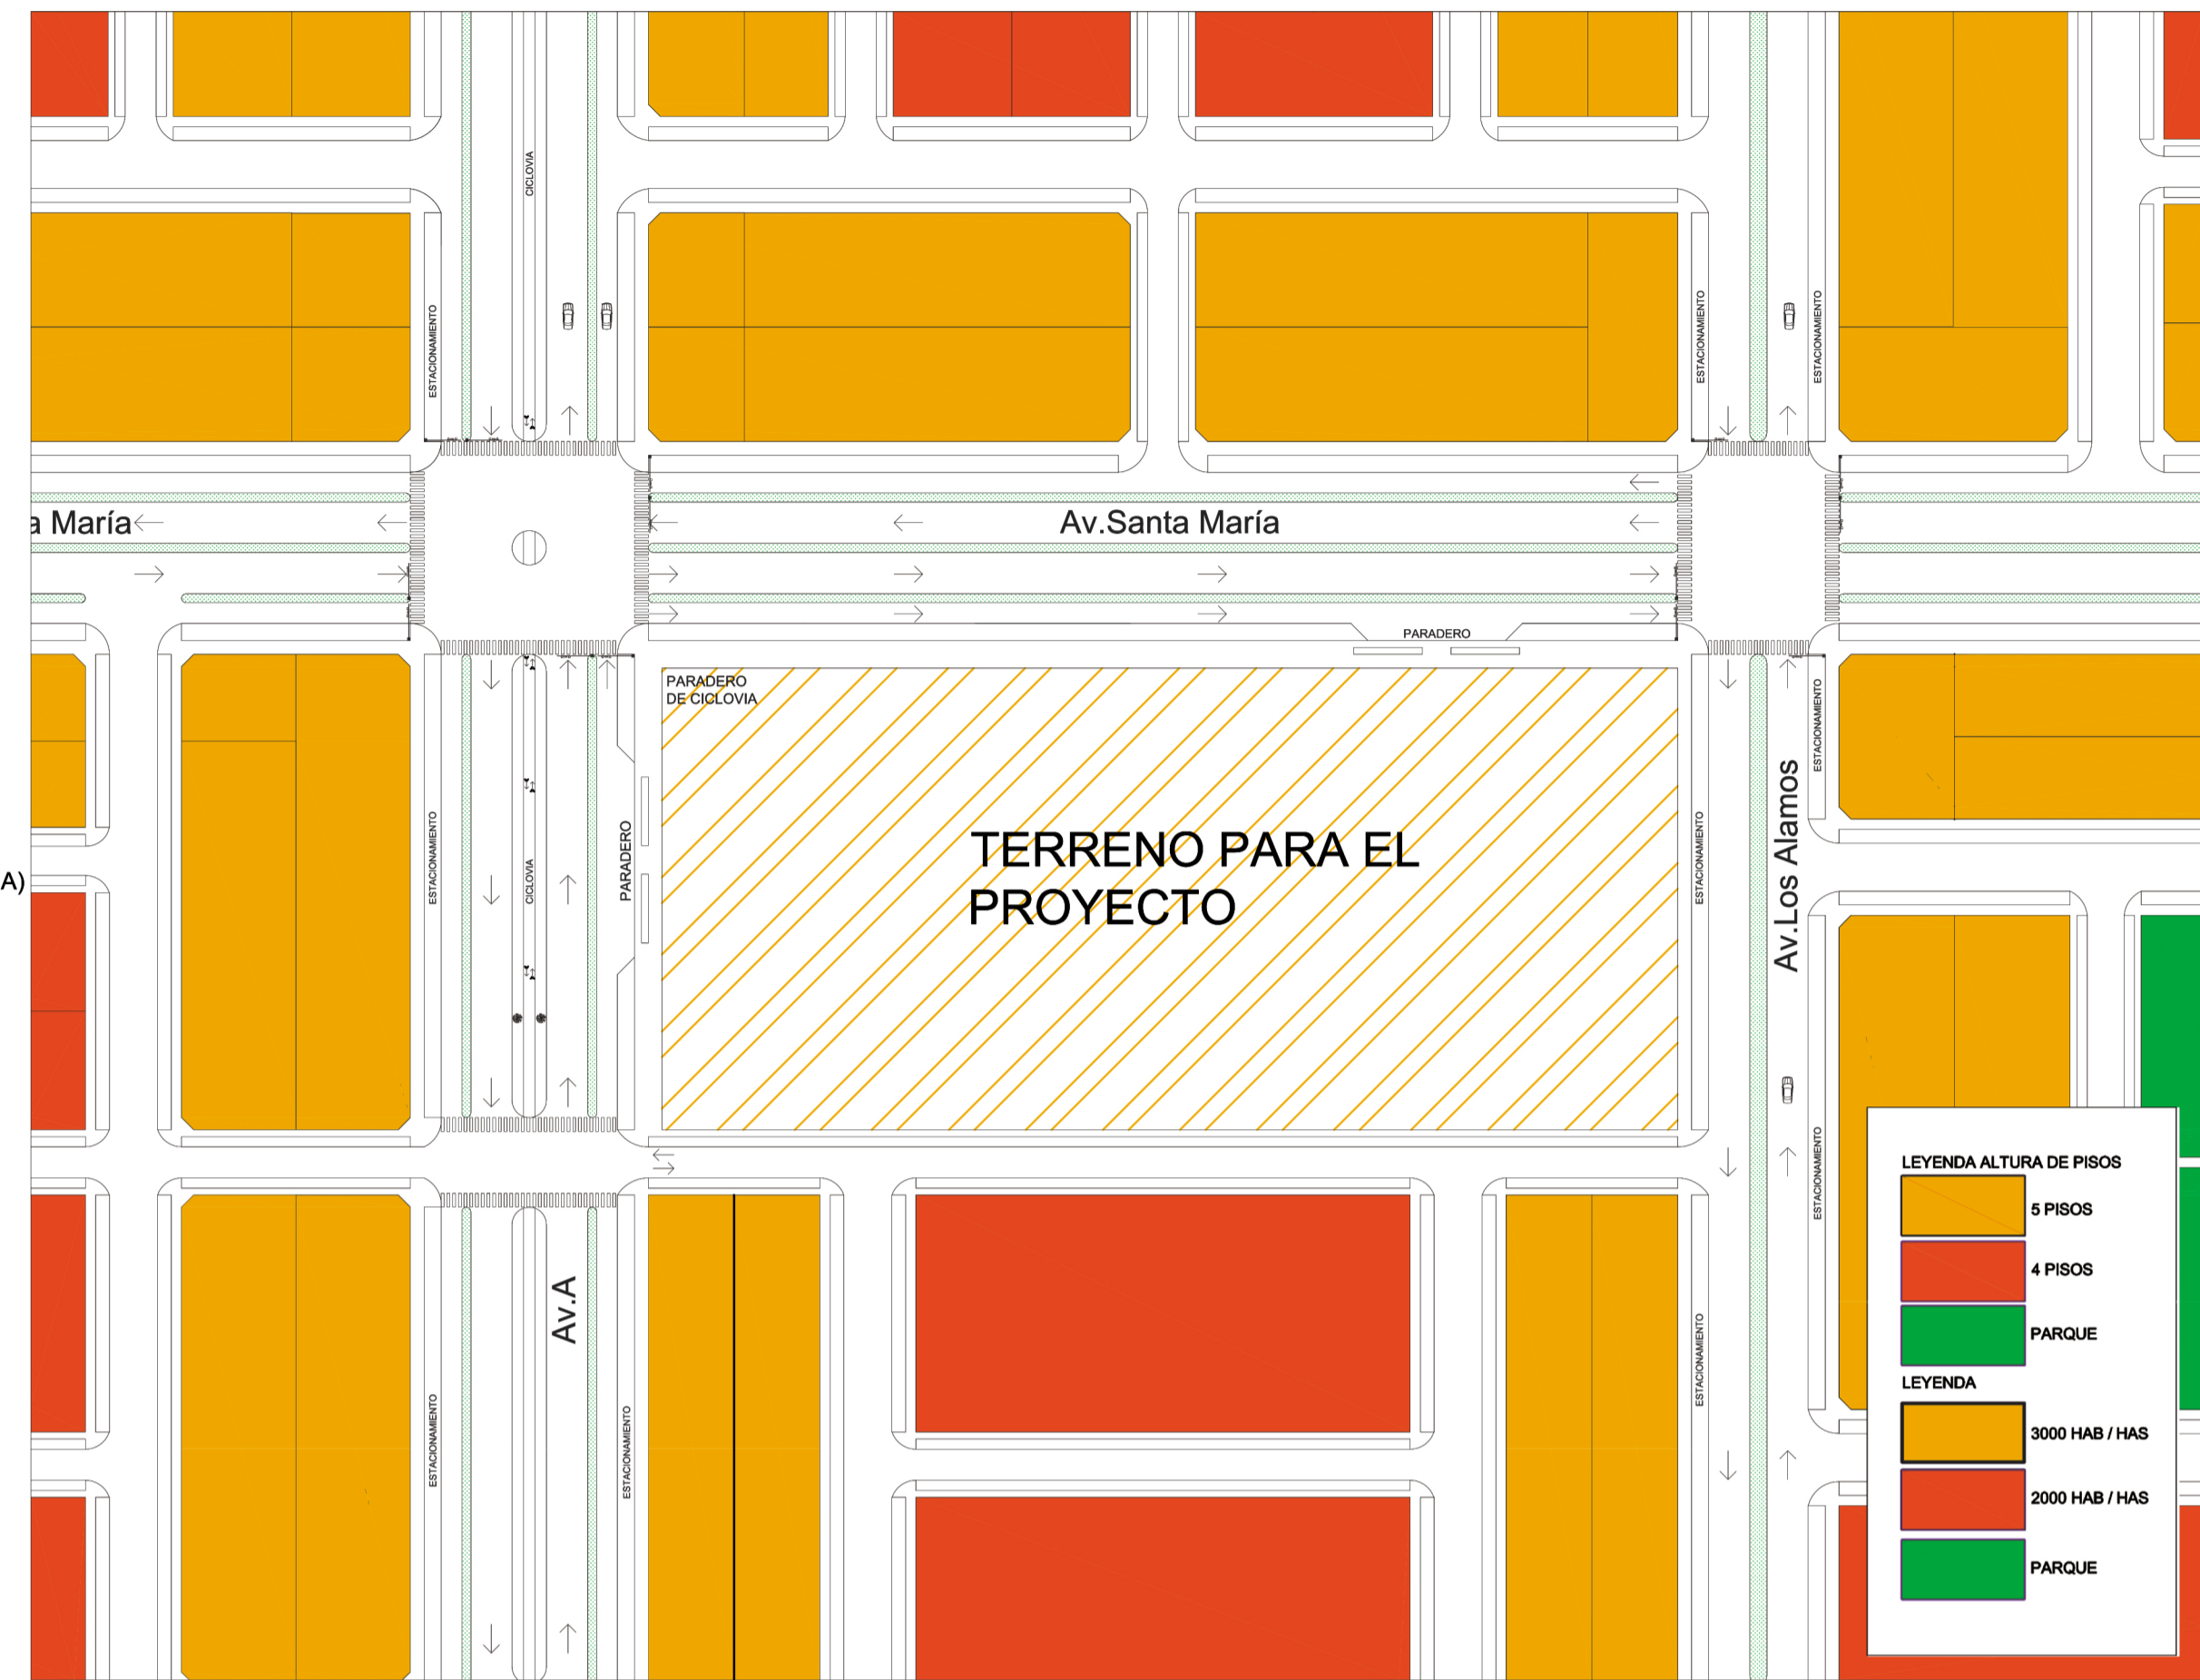 CICLOVIA
ESTACIONAMIENTO
ESTACIONAMIENTO
ESTACIONAMIENTO
a María
Av.Santa María
PARADERO
PARADERO
DE CICLOVIA
ESTACIONAMIENTO
Av.Los Alamos
TERRENO PARA EL
PROYECTO
ESTACIONAMIENTO
CICLOVIA
PARADERO
ESTACIONAMIENTO
A)
ESTACIONAMIENTO
LEYENDA ALTURA DE PISOS
5 PISOS
4 PISOS
PARQUE
LEYENDA
3000 HAB / HAS
2000 HAB / HAS
PARQUE
Av.A
ESTACIONAMIENTO
ESTACIONAMIENTO
ESTACIONAMIENTO